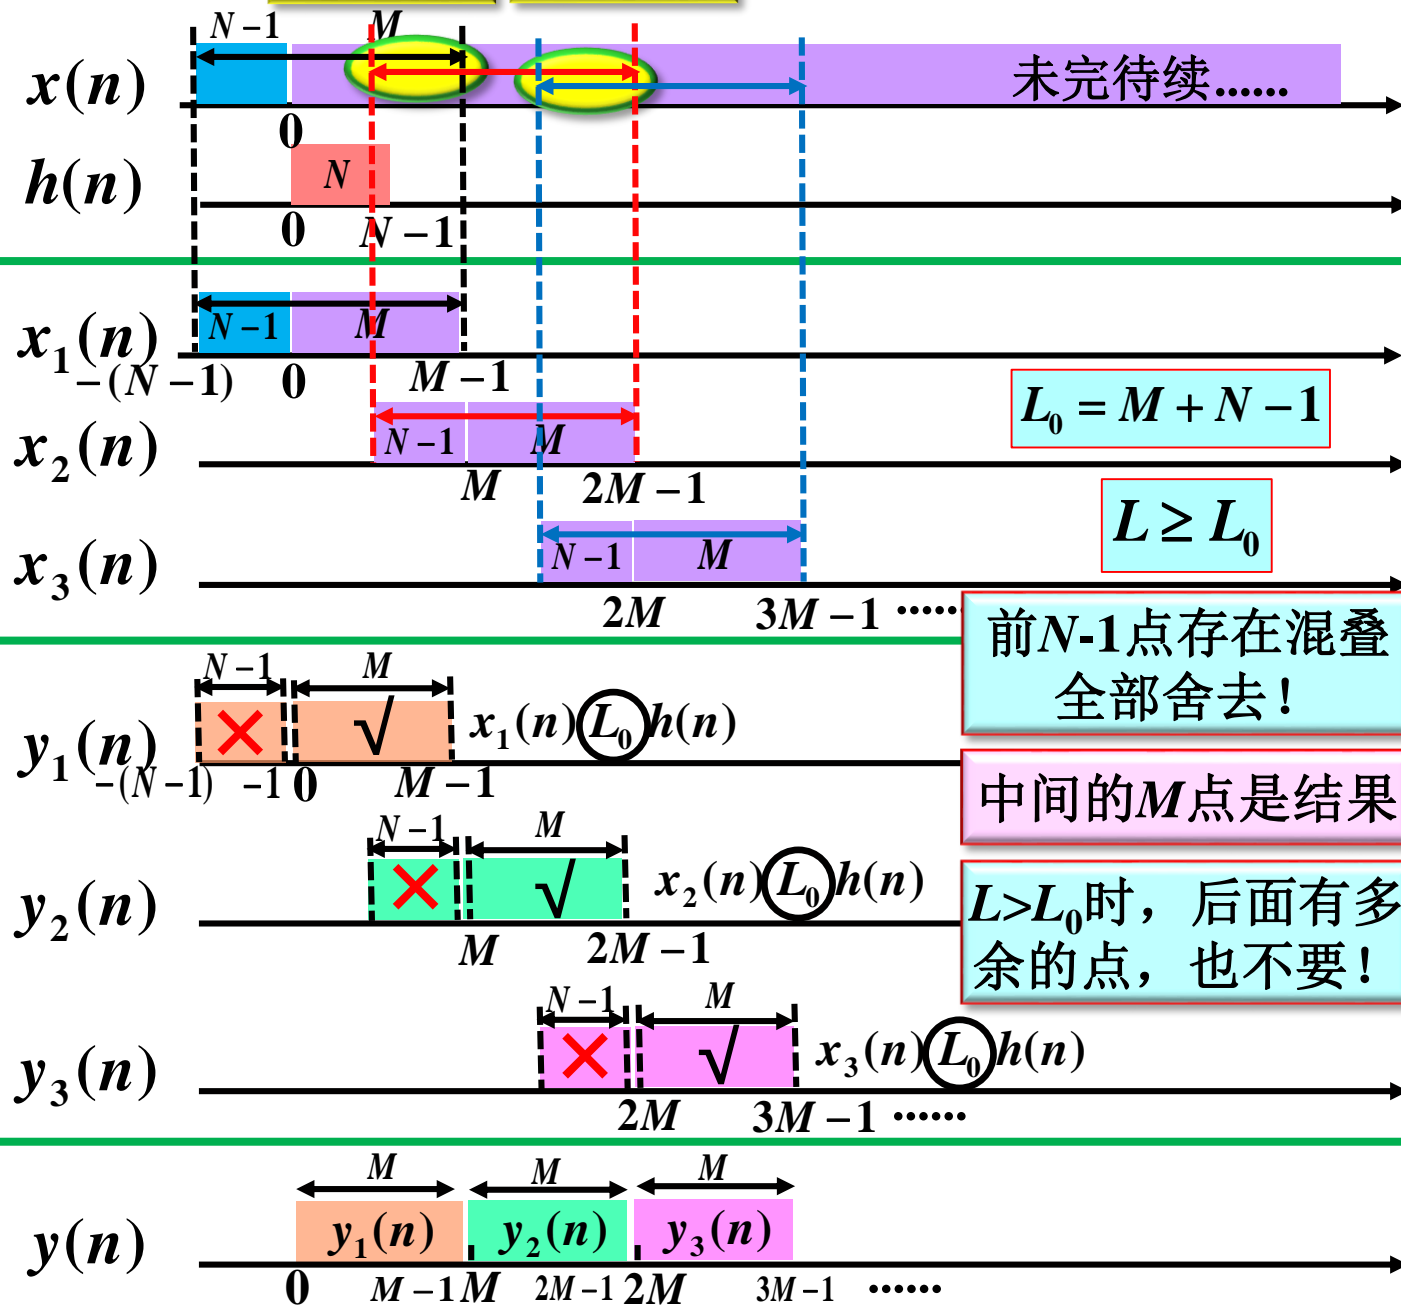 N−1 M
x(n) 未完待续......
0
h(n) N
0 N−1
x₁(n) N−1 M
−(N−1) 0 M−1
L₀ = M + N − 1
x₂(n) N−1 M
M 2M−1
L ≥ L₀
x₃(n) N−1 M
2M 3M−1 ······
前N-1点存在混叠
全部舍去!
N−1 M
y₁(n) × √ x₁(n) L₀ h(n)
−(N−1) −1 0 M−1
中间的M点是结果
N−1 M
y₂(n) × √ x₂(n) L₀ h(n)
M 2M−1
L>L₀时，后面有多
余的点，也不要!
N−1 M
y₃(n) × √ x₃(n) L₀ h(n)
2M 3M−1 ······
M M M
y(n) y₁(n) y₂(n) y₃(n)
0 M−1 M 2M−1 2M 3M−1 ······